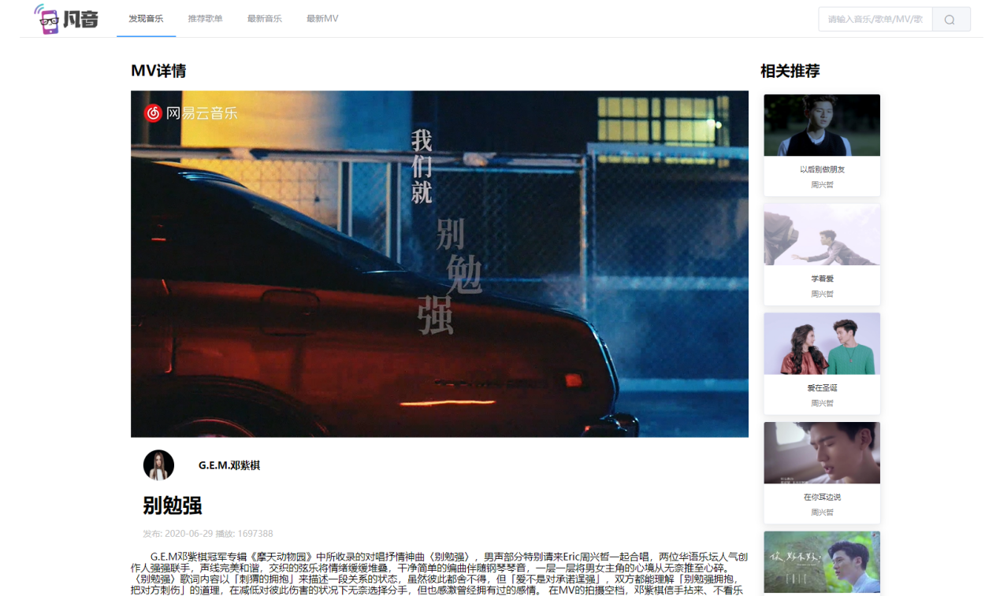 风音
发现音乐
推荐歌单
最新音乐
最新MV
请输入音乐/歌单/MV/歌
MV详情
网易云音乐
我们就
别勉强
G.E.M.邓紫棋
别勉强
发布: 2020-06-29 播放: 1697388
G.E.M邓紫棋冠军专辑《摩天动物园》中所收录的对唱抒情神曲〈别勉强〉，男声部分特别请来Eric周兴哲一起合唱，两位华语乐坛人气创
作人强强联手，声线完美和谐，交织的弦乐将情绪缓缓堆叠，干净简单的编曲伴随钢琴琴音，一层一层将男女主角的心境从无奈推至心碎。
〈别勉强〉歌词内容以「刺猬的拥抱」来描述一段关系的状态，虽然彼此都舍不得，但「爱不是对承诺逞强」，双方都能理解「别勉强拥抱，
把对方刺伤」的道理，在减低对彼此伤害的状况下无奈选择分手，但也感激曾经拥有过的感情。 在MV的拍摄空档，邓紫棋信手拈来、不看乐
相关推荐
以后别做朋友
周兴哲
学着爱
周兴哲
爱在圣诞
周兴哲
在你耳边说
周兴哲
你，好不好？